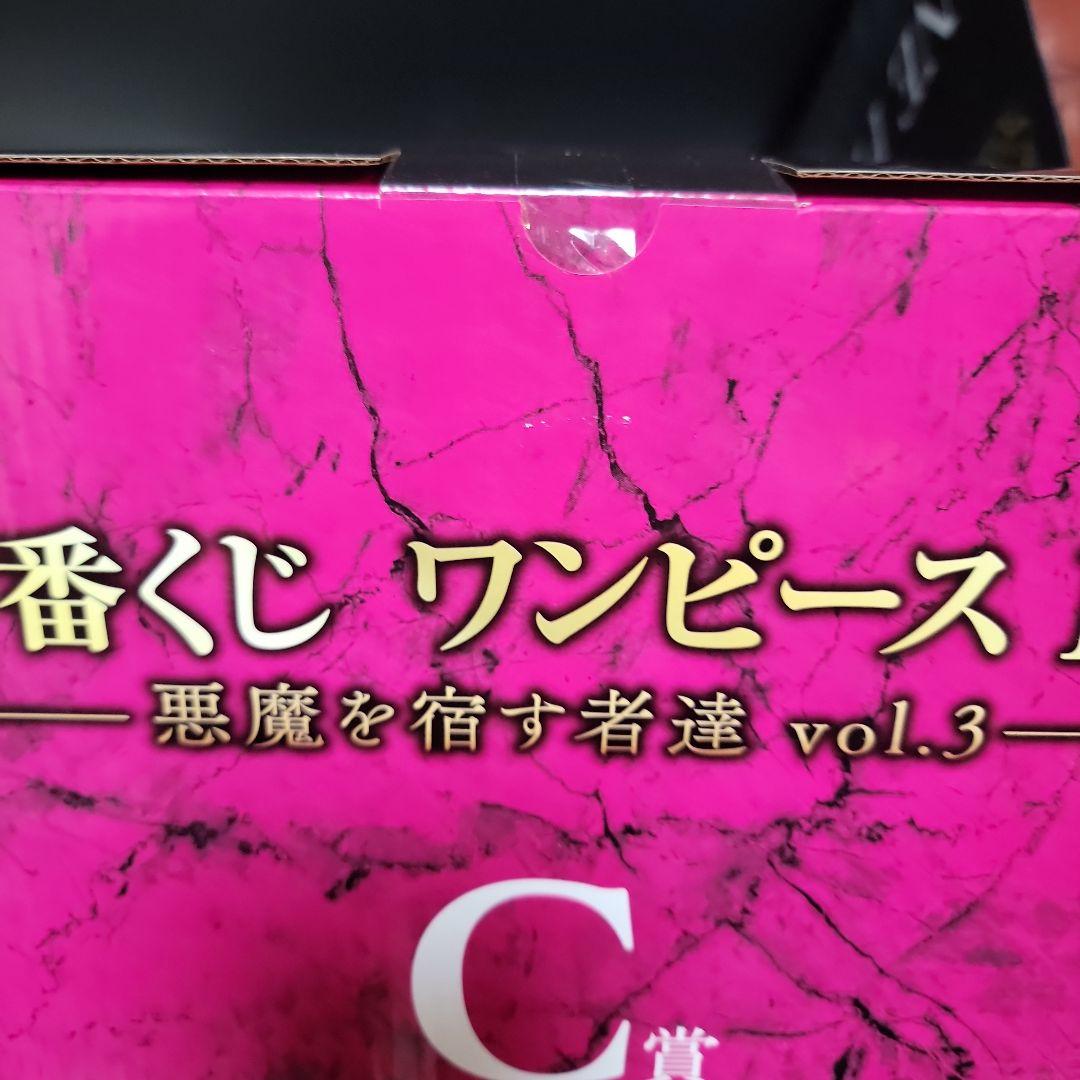 番くじ ワンピース
悪魔を宿す者達 vol.3
C賞